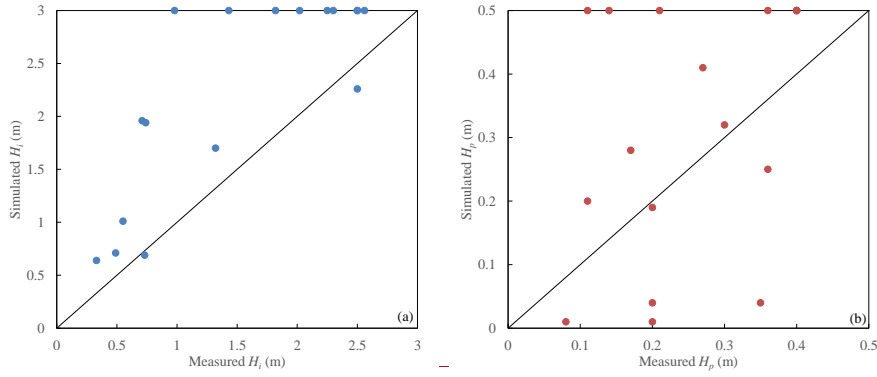 3
2.5
2
1.5
1
0.5
0
Simulated Hi (m)
(a)
0 0.5 1 1.5 2 2.5 3
Measured Hi (m)
0.5
0.4
0.3
0.2
0.1
0
Simulated Hp (m)
(b)
0 0.1 0.2 0.3 0.4 0.5
Measured Hp (m)